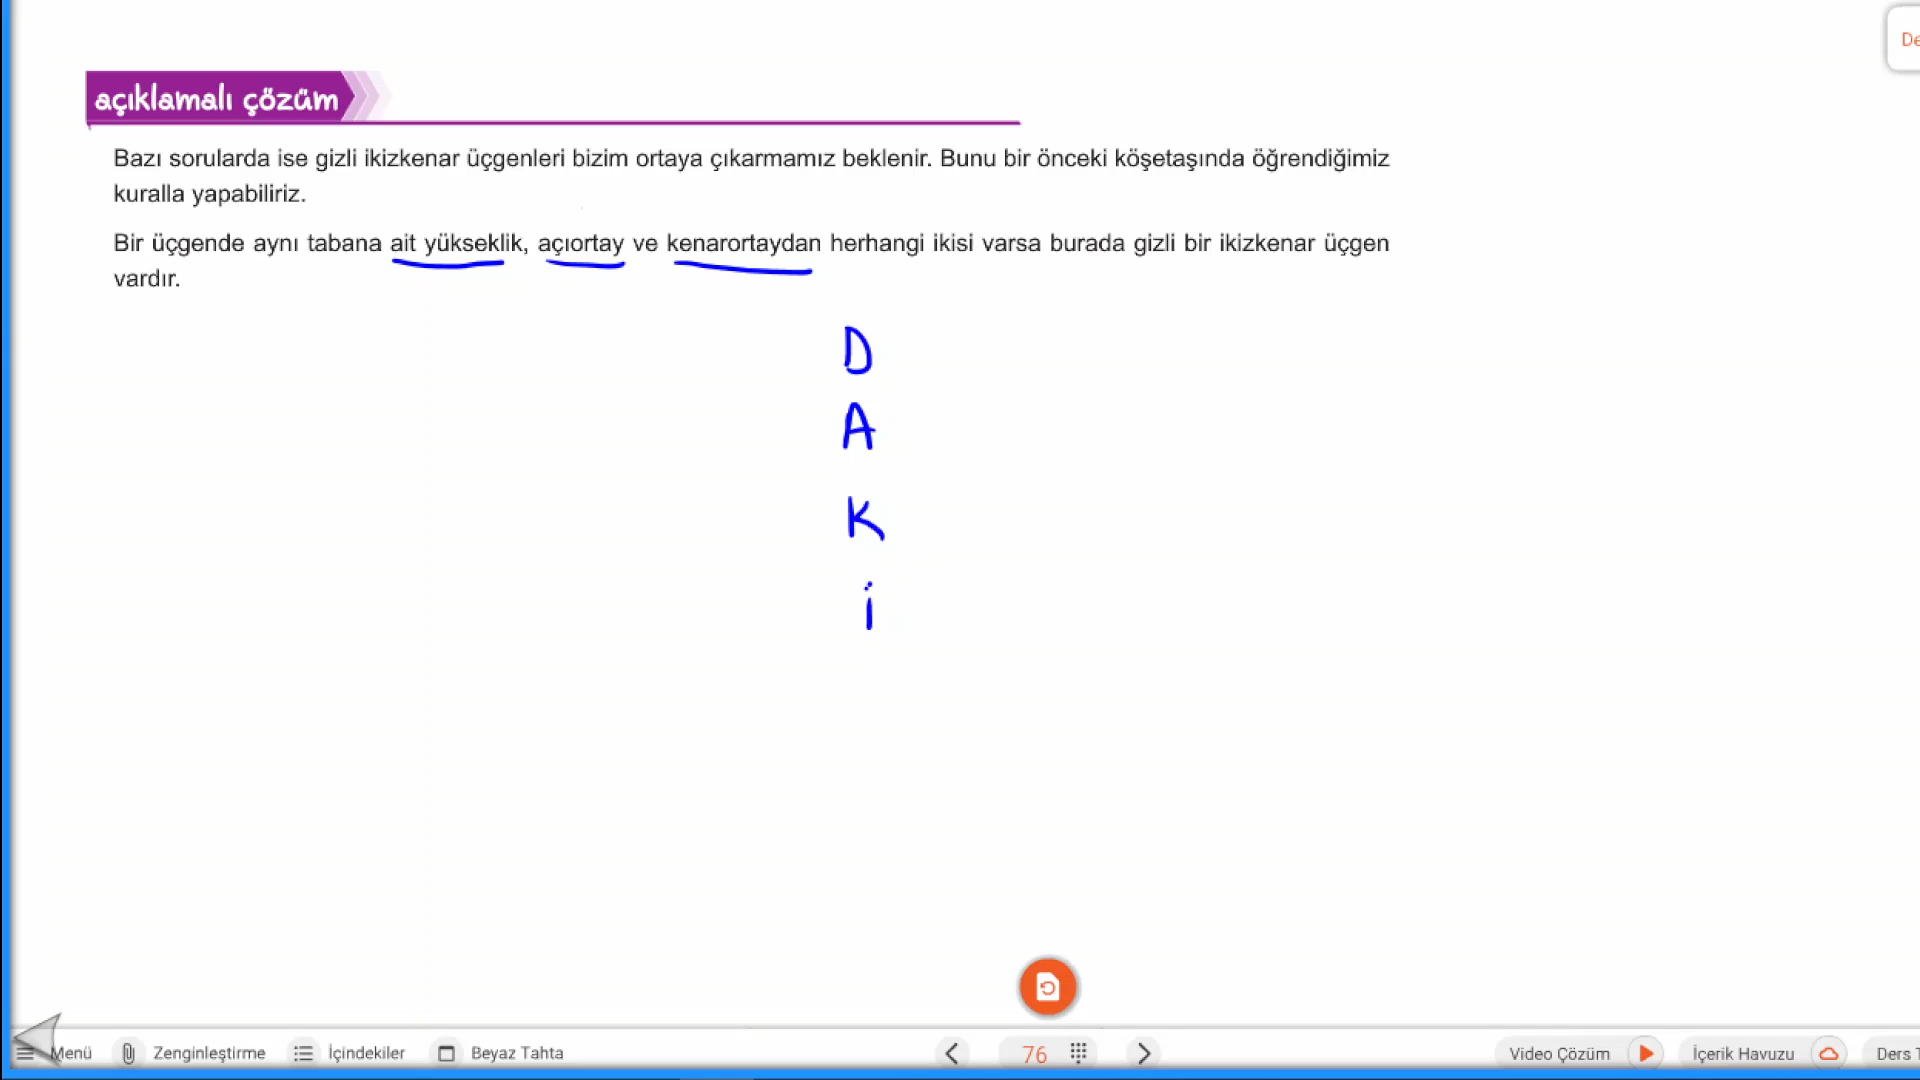 De
açıklamalı çözüm
Bazı sorularda ise gizli ikizkenar üçgenleri bizim ortaya çıkarmamız beklenir. Bunu bir önceki köşetaşında öğrendiğimiz
kuralla yapabiliriz.
Bir üçgende aynı tabana ait yükseklik, açıortay ve kenarortaydan herhangi ikisi varsa burada gizli bir ikizkenar üçgen
vardır.
D
A
K
i
Menü Zenginleştirme İçindekiler Beyaz Tahta 76 Video Çözüm İçerik Havuzu Ders T